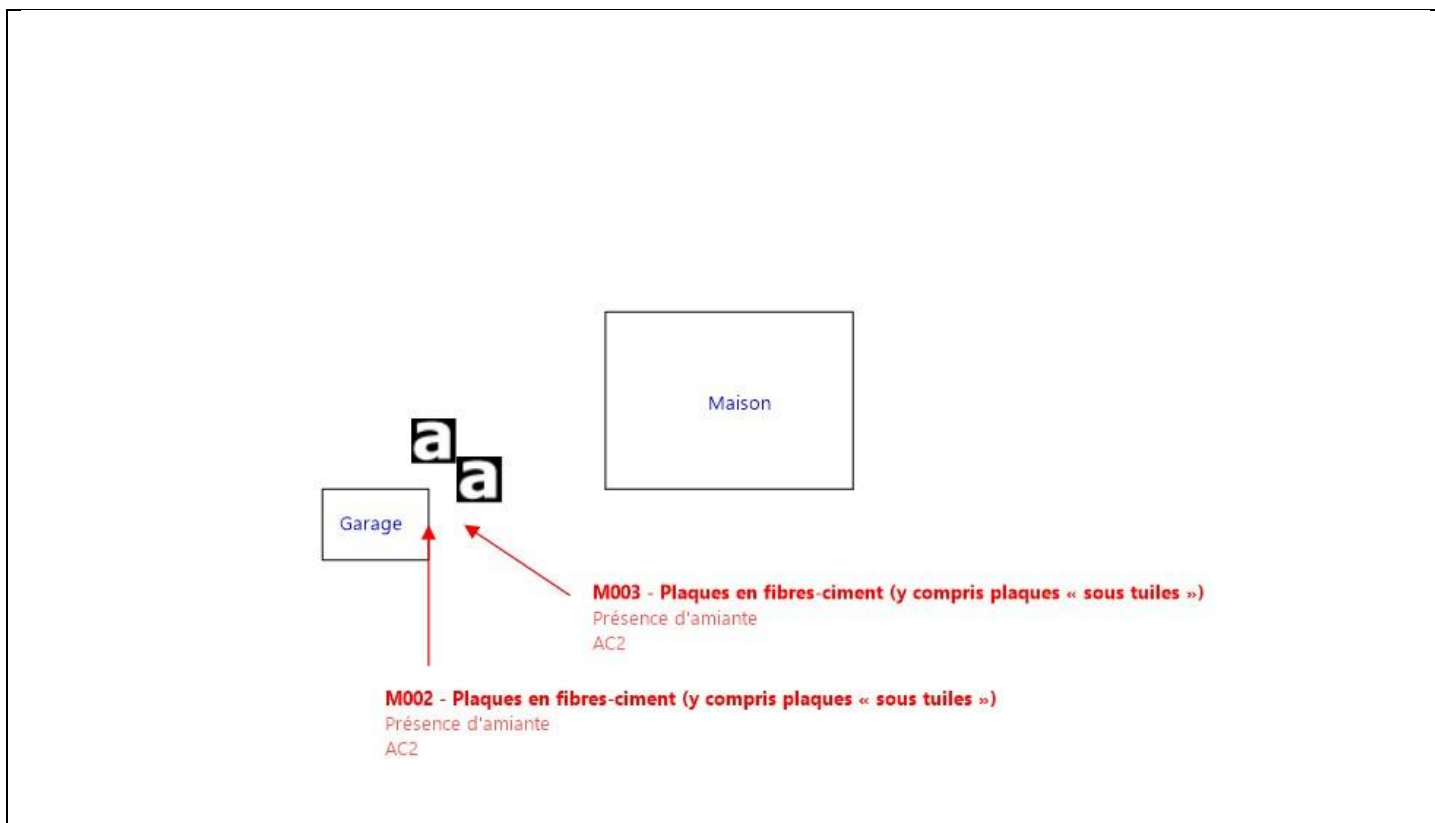 Maison
a
a
Garage
M003 - Plaques en fibres-ciment (y compris plaques « sous tuiles »)
Présence d'amiante
AC2
M002 - Plaques en fibres-ciment (y compris plaques « sous tuiles »)
Présence d'amiante
AC2